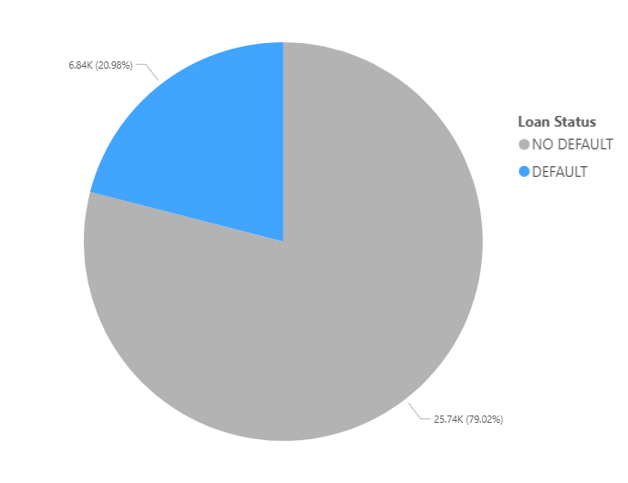 6.84K (20.98%)
Loan Status
NO DEFAULT
DEFAULT
25.74K (79.02%)